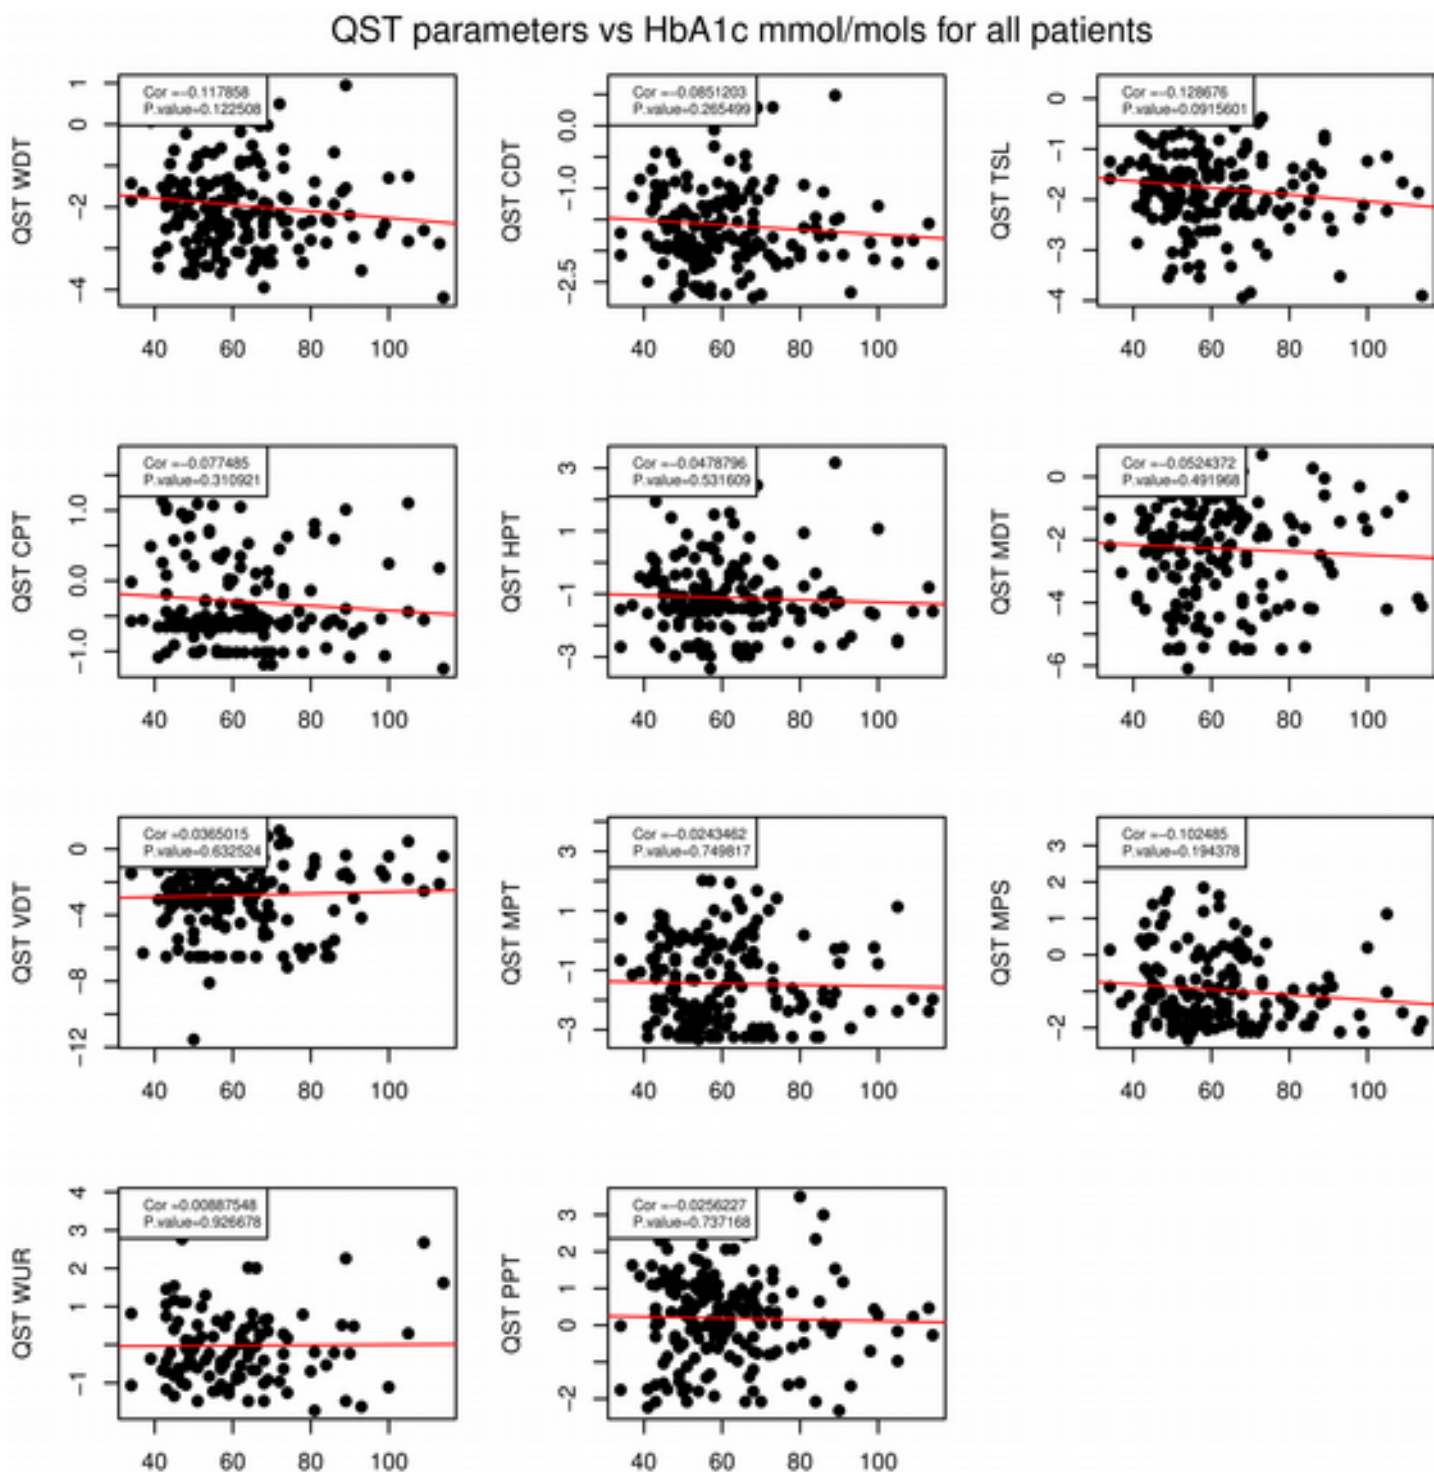 QST parameters vs HbA1c mmol/mols for all patients
Cor =−0.117858
P.value=0.122508
QST WDT
1
0
−2
−4
40 60 80 100
Cor =−0.0851203
P.value=0.265499
QST CDT
0.0
−1.0
−2.5
40 60 80 100
Cor =−0.128676
P.value=0.0915601
QST TSL
0
−1
−2
−3
−4
40 60 80 100
Cor =−0.077485
P.value=0.310921
QST CPT
1.0
0.0
−1.0
40 60 80 100
Cor =−0.0478796
P.value=0.531609
QST HPT
3
1
−1
−3
40 60 80 100
Cor =−0.0524372
P.value=0.491968
QST MDT
0
−2
−4
−6
40 60 80 100
Cor =0.0365015
P.value=0.632524
QST VDT
0
−4
−8
−12
40 60 80 100
Cor =−0.0243462
P.value=0.749817
QST MPT
3
1
−1
−3
40 60 80 100
Cor =−0.102485
P.value=0.194378
QST MPS
3
2
1
0
−2
40 60 80 100
Cor =0.00887548
P.value=0.926678
QST WUR
4
3
2
1
−1
40 60 80 100
Cor =−0.0256227
P.value=0.737168
QST PPT
3
2
1
0
−2
40 60 80 100